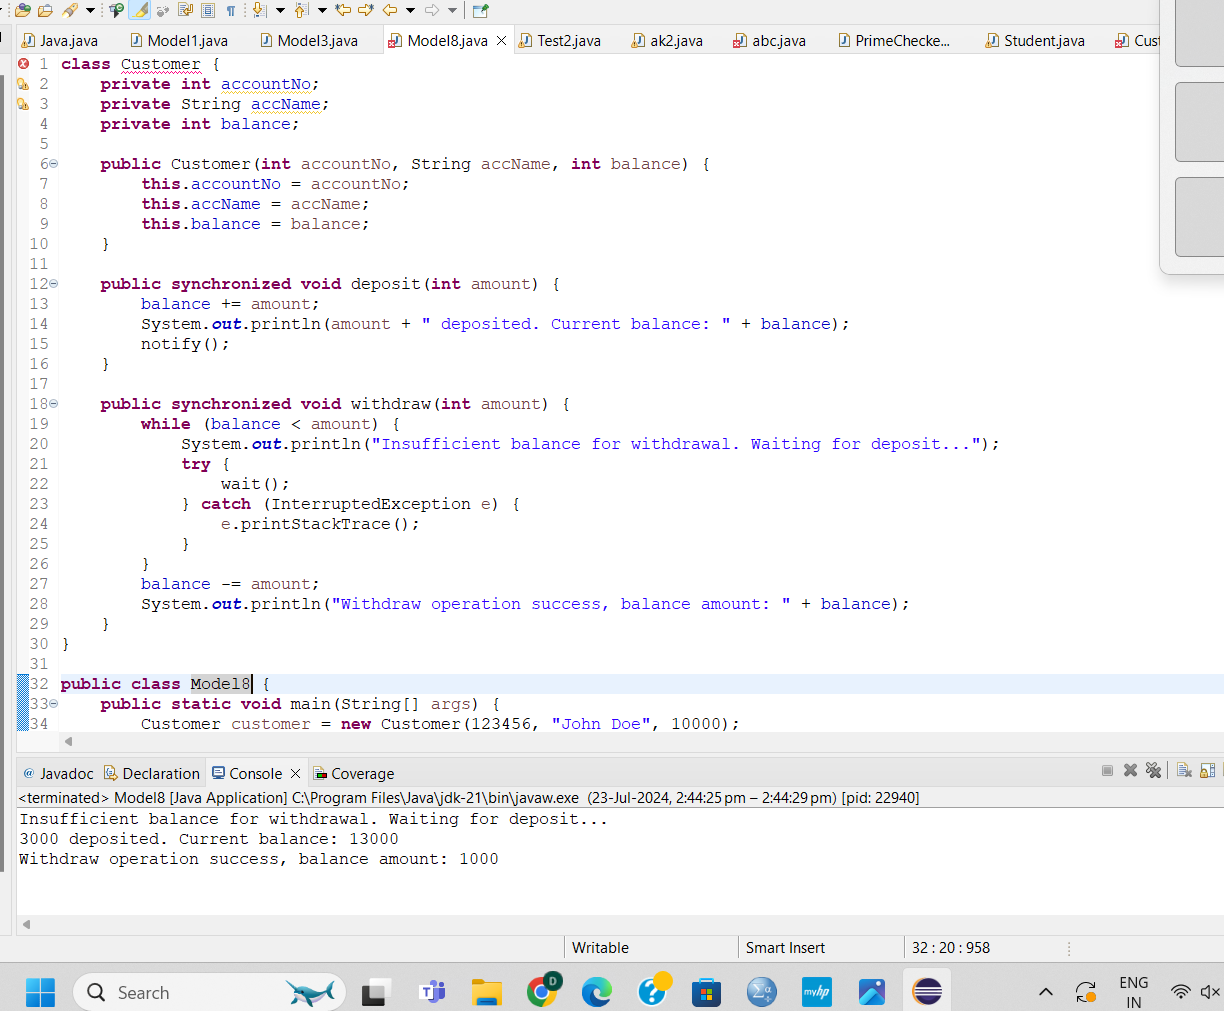 Java.java Model1.java Model3.java Model8.java Test2.java ak2.java abc.java PrimeChecke... Student.java Cust
1 class Customer {
2 private int accountNo;
3 private String accName;
4 private int balance;
5
6 public Customer(int accountNo, String accName, int balance) {
7 this.accountNo = accountNo;
8 this.accName = accName;
9 this.balance = balance;
10 }
11
12 public synchronized void deposit(int amount) {
13 balance += amount;
14 System.out.println(amount + " deposited. Current balance: " + balance);
15 notify();
16 }
17
18 public synchronized void withdraw(int amount) {
19 while (balance < amount) {
20 System.out.println("Insufficient balance for withdrawal. Waiting for deposit...");
21 try {
22 wait();
23 } catch (InterruptedException e) {
24 e.printStackTrace();
25 }
26 }
27 balance -= amount;
28 System.out.println("Withdraw operation success, balance amount: " + balance);
29 }
30 }
31
32 public class Model8 {
33 public static void main(String[] args) {
34 Customer customer = new Customer(123456, "John Doe", 10000);
@ Javadoc Declaration Console Coverage
<terminated> Model8 [Java Application] C:\Program Files\Java\jdk-21\bin\javaw.exe (23-Jul-2024, 2:44:25 pm – 2:44:29 pm) [pid: 22940]
Insufficient balance for withdrawal. Waiting for deposit...
3000 deposited. Current balance: 13000
Withdraw operation success, balance amount: 1000
Writable Smart Insert 32 : 20 : 958
Search D myhp ENG
IN